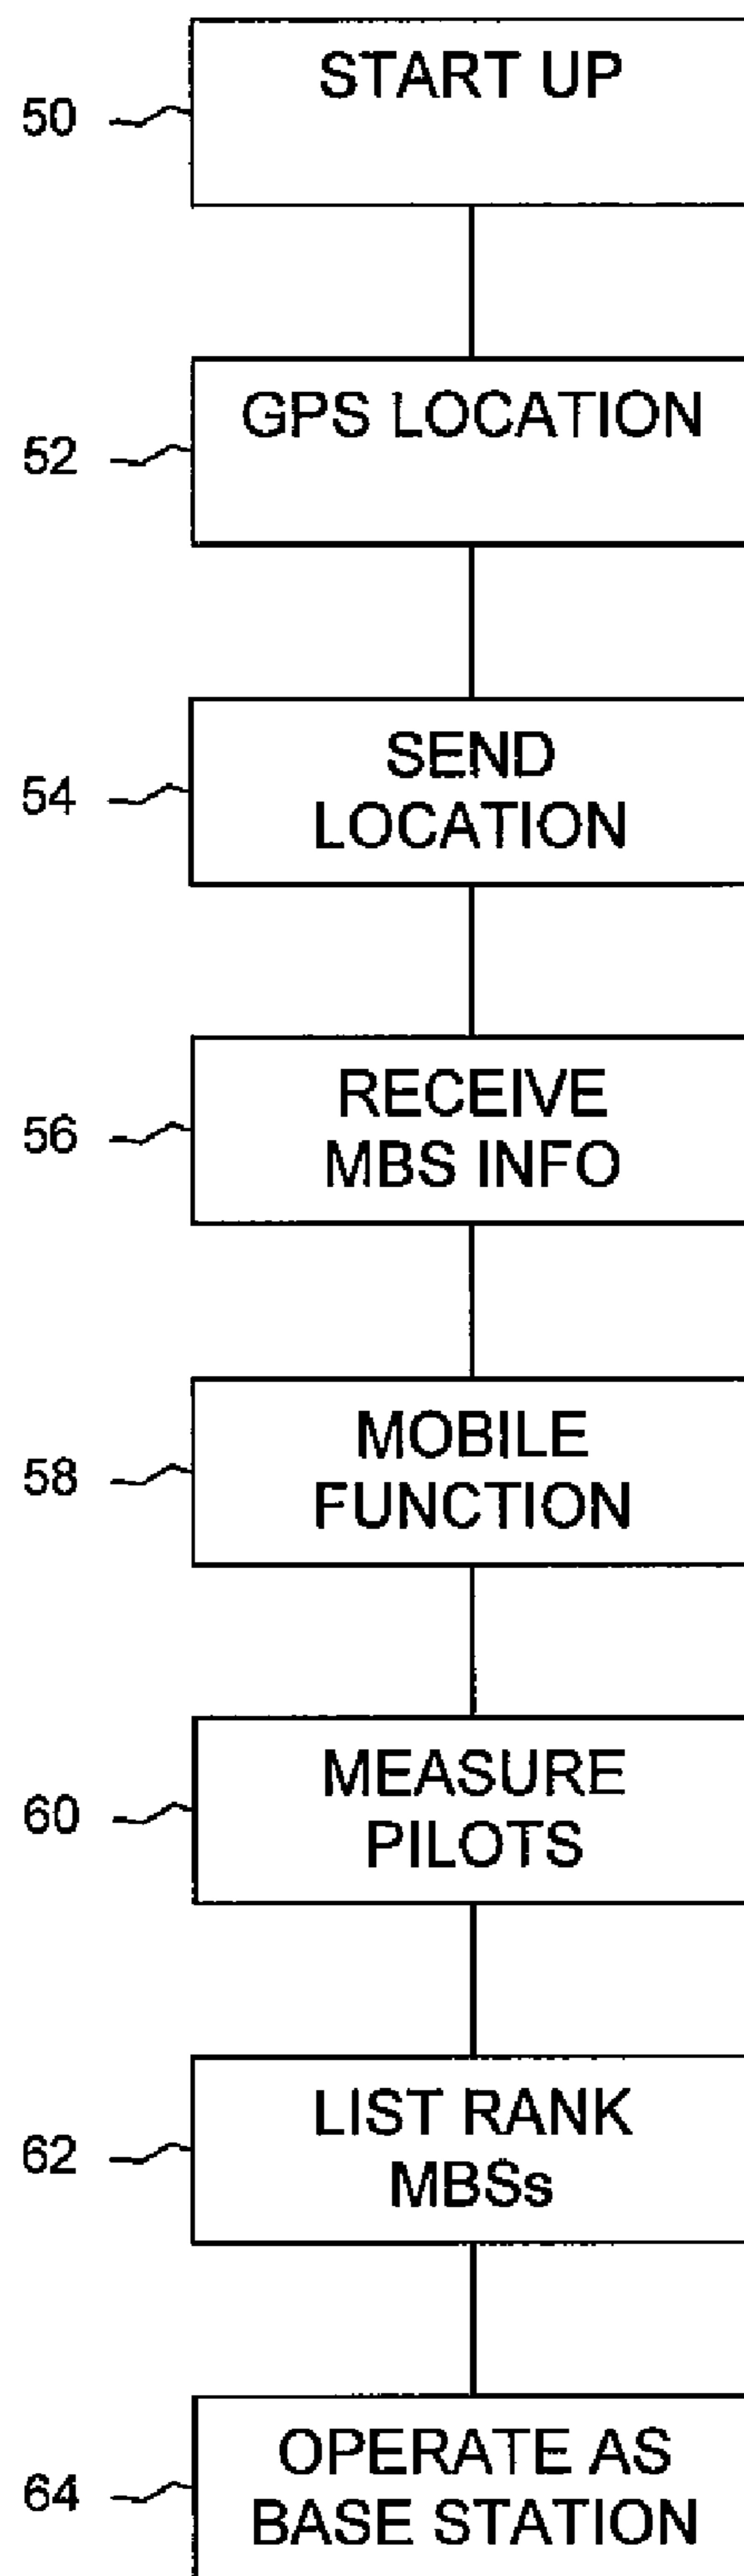 START UP
50
GPS LOCATION
52
SEND
LOCATION
54
RECEIVE
MBS INFO
56
MOBILE
FUNCTION
58
MEASURE
PILOTS
60
LIST RANK
MBSs
62
OPERATE AS
BASE STATION
64